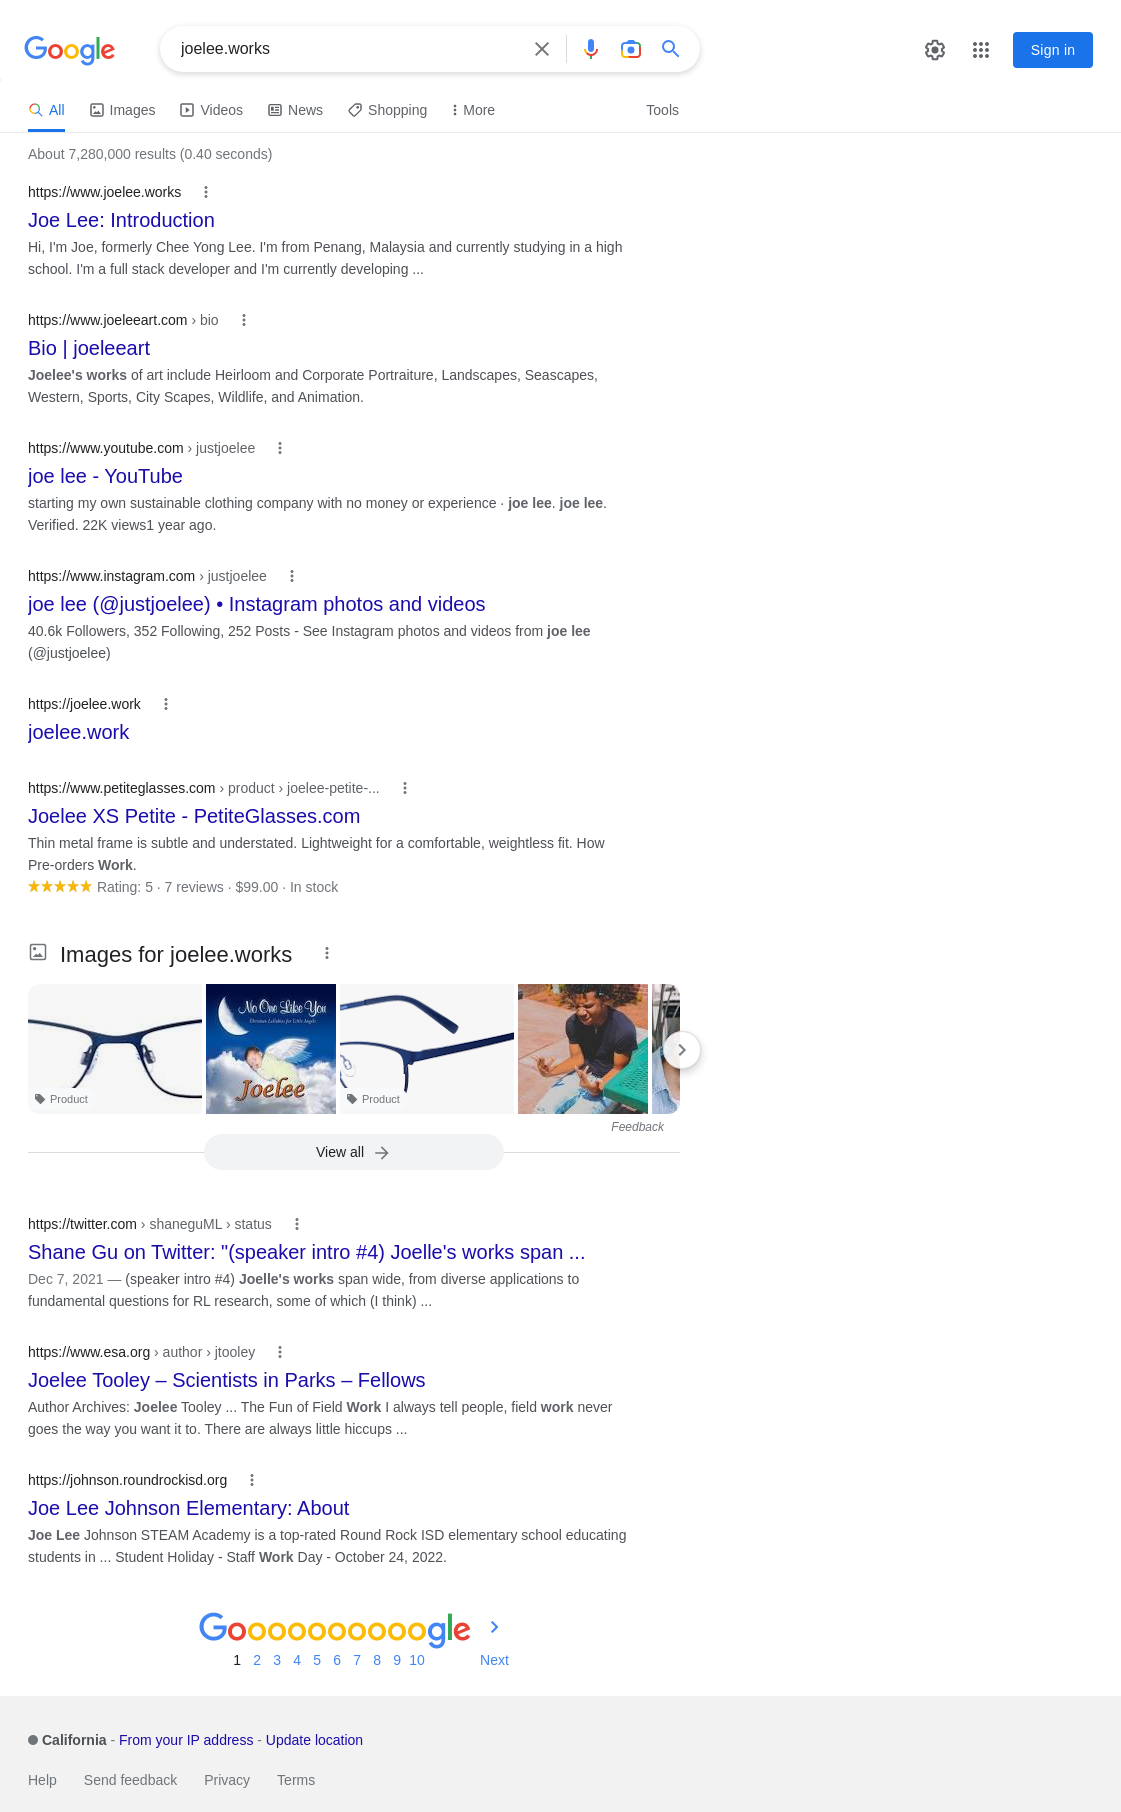 Google
joelee.works
Sign in
All
Images
Videos
News
Shopping
More
Tools
About 7,280,000 results (0.40 seconds)
https://www.joelee.works
Joe Lee: Introduction
Hi, I'm Joe, formerly Chee Yong Lee. I'm from Penang, Malaysia and currently studying in a high
school. I'm a full stack developer and I'm currently developing ...
https://www.joeleeart.com › bio
Bio | joeleeart
Joelee's works of art include Heirloom and Corporate Portraiture, Landscapes, Seascapes,
Western, Sports, City Scapes, Wildlife, and Animation.
https://www.youtube.com › justjoelee
joe lee - YouTube
starting my own sustainable clothing company with no money or experience · joe lee. joe lee.
Verified. 22K views1 year ago.
https://www.instagram.com › justjoelee
joe lee (@justjoelee) • Instagram photos and videos
40.6k Followers, 352 Following, 252 Posts - See Instagram photos and videos from joe lee
(@justjoelee)
https://joelee.work
joelee.work
https://www.petiteglasses.com › product › joelee-petite-...
Joelee XS Petite - PetiteGlasses.com
Thin metal frame is subtle and understated. Lightweight for a comfortable, weightless fit. How
Pre-orders Work.
Rating: 5 · 7 reviews · $99.00 · In stock
Images for joelee.works
No One Like You
Christian Lullabies for Little Angels
Joelee
Product
Product
Feedback
View all
https://twitter.com › shaneguML › status
Shane Gu on Twitter: "(speaker intro #4) Joelle's works span ...
Dec 7, 2021 — (speaker intro #4) Joelle's works span wide, from diverse applications to
fundamental questions for RL research, some of which (I think) ...
https://www.esa.org › author › jtooley
Joelee Tooley – Scientists in Parks – Fellows
Author Archives: Joelee Tooley ... The Fun of Field Work I always tell people, field work never
goes the way you want it to. There are always little hiccups ...
https://johnson.roundrockisd.org
Joe Lee Johnson Elementary: About
Joe Lee Johnson STEAM Academy is a top-rated Round Rock ISD elementary school educating
students in ... Student Holiday - Staff Work Day - October 24, 2022.
Goooooooooogle
1 2 3 4 5 6 7 8 9 10 Next
California - From your IP address - Update location
Help Send feedback Privacy Terms